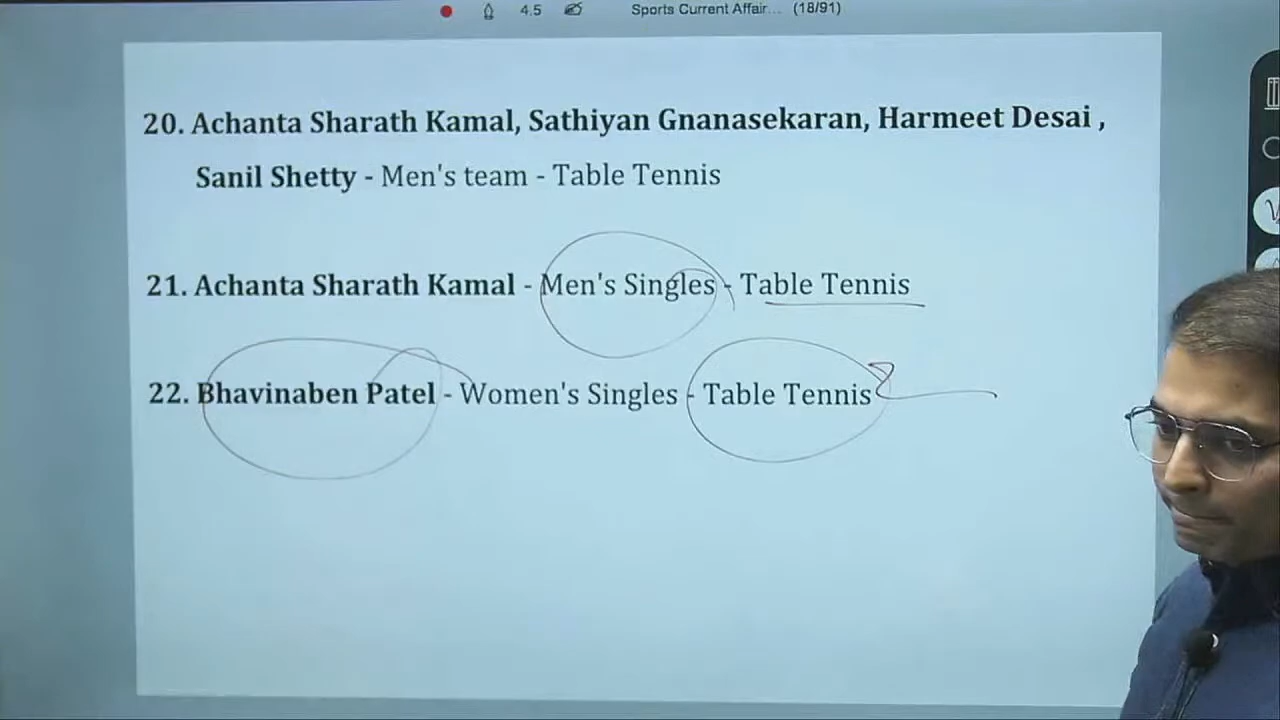 4.5 Sports Current Affair... (18/91)
20. Achanta Sharath Kamal, Sathiyan Gnanasekaran, Harmeet Desai ,
Sanil Shetty - Men's team - Table Tennis
21. Achanta Sharath Kamal - Men's Singles - Table Tennis
22. Bhavinaben Patel - Women's Singles - Table Tennis